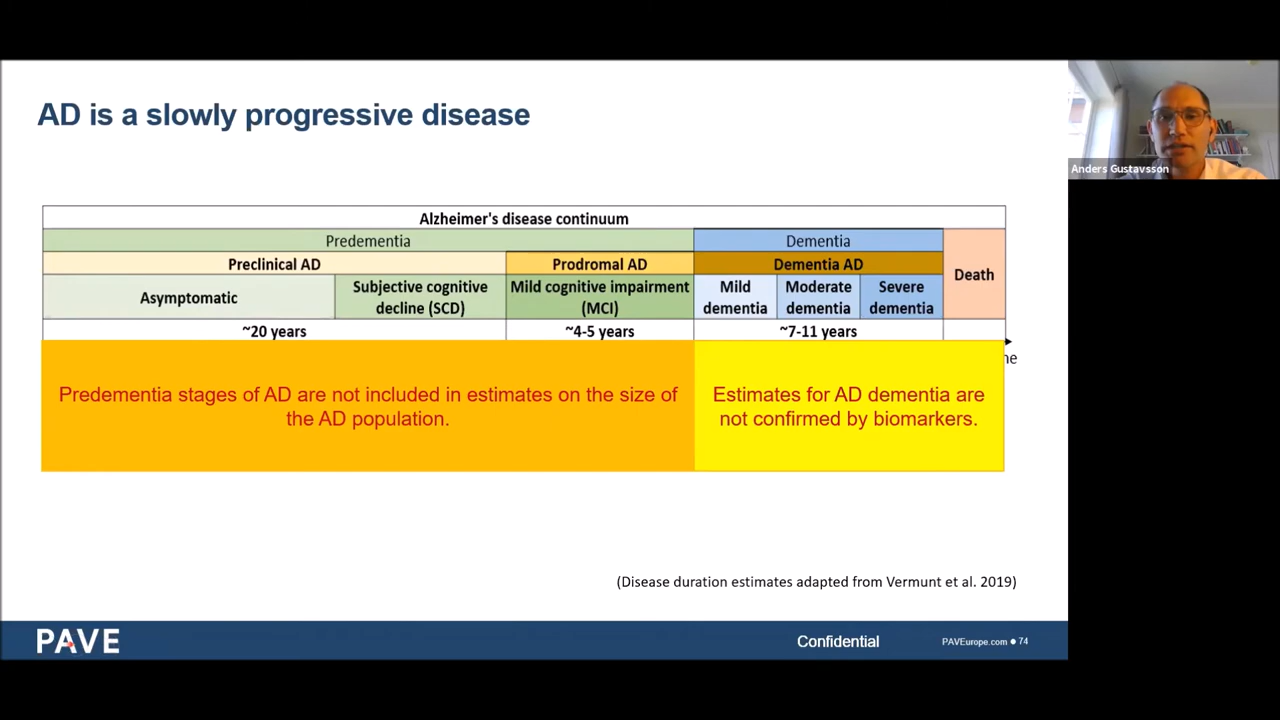 AD is a slowly progressive disease
Anders Gustavsson
Alzheimer's disease continuum
Predementia
Dementia
Death
Preclinical AD
Prodromal AD
Dementia AD
Asymptomatic
Subjective cognitive
decline (SCD)
Mild cognitive impairment
(MCI)
Mild
dementia
Moderate
dementia
Severe
dementia
~20 years
~4-5 years
~7-11 years
Predementia stages of AD are not included in estimates on the size of
the AD population.
Estimates for AD dementia are
not confirmed by biomarkers.
(Disease duration estimates adapted from Vermunt et al. 2019)
PAVE
Confidential
PAVEurope.com ● 74